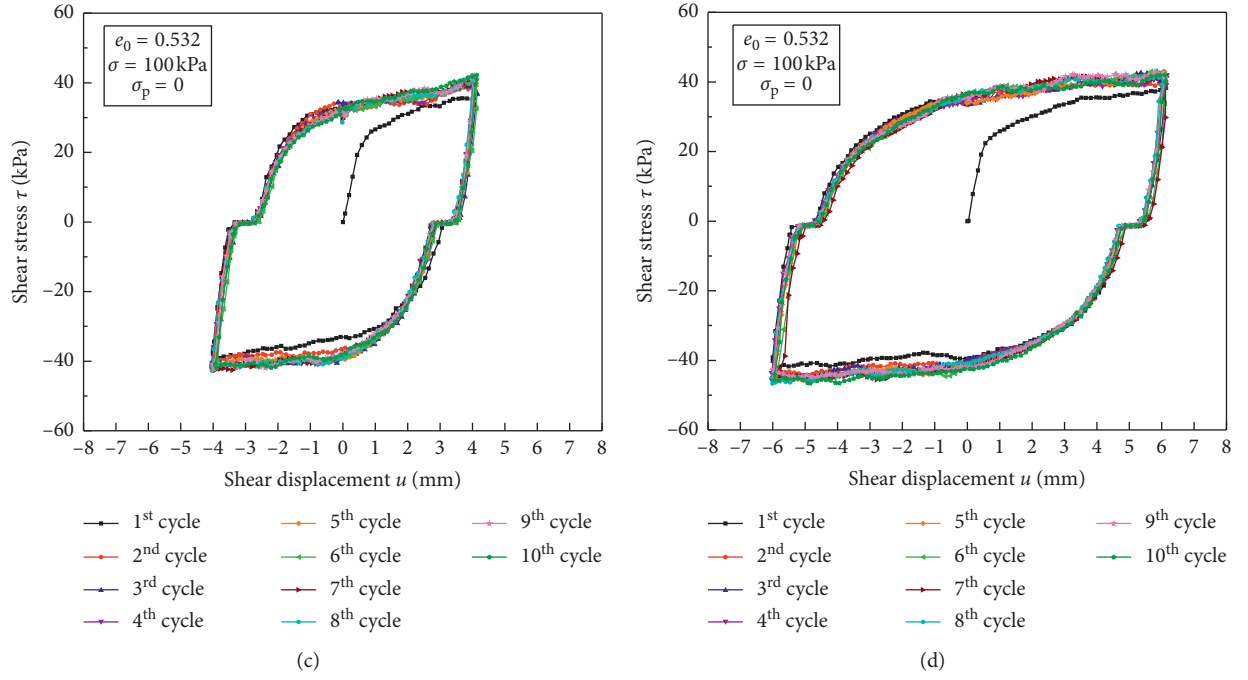 60
40
20
0
–20
–40
–60
Shear stress τ (kPa)
e0 = 0.532
σ = 100 kPa
σp = 0
–8 –7 –6 –5 –4 –3 –2 –1 0 1 2 3 4 5 6 7 8
Shear displacement u (mm)
1st cycle
2nd cycle
3rd cycle
4th cycle
5th cycle
6th cycle
7th cycle
8th cycle
9th cycle
10th cycle
(c)
60
40
20
0
–20
–40
–60
Shear stress τ (kPa)
e0 = 0.532
σ = 100 kPa
σp = 0
–8 –7 –6 –5 –4 –3 –2 –1 0 1 2 3 4 5 6 7 8
Shear displacement u (mm)
1st cycle
2nd cycle
3rd cycle
4th cycle
5th cycle
6th cycle
7th cycle
8th cycle
9th cycle
10th cycle
(d)